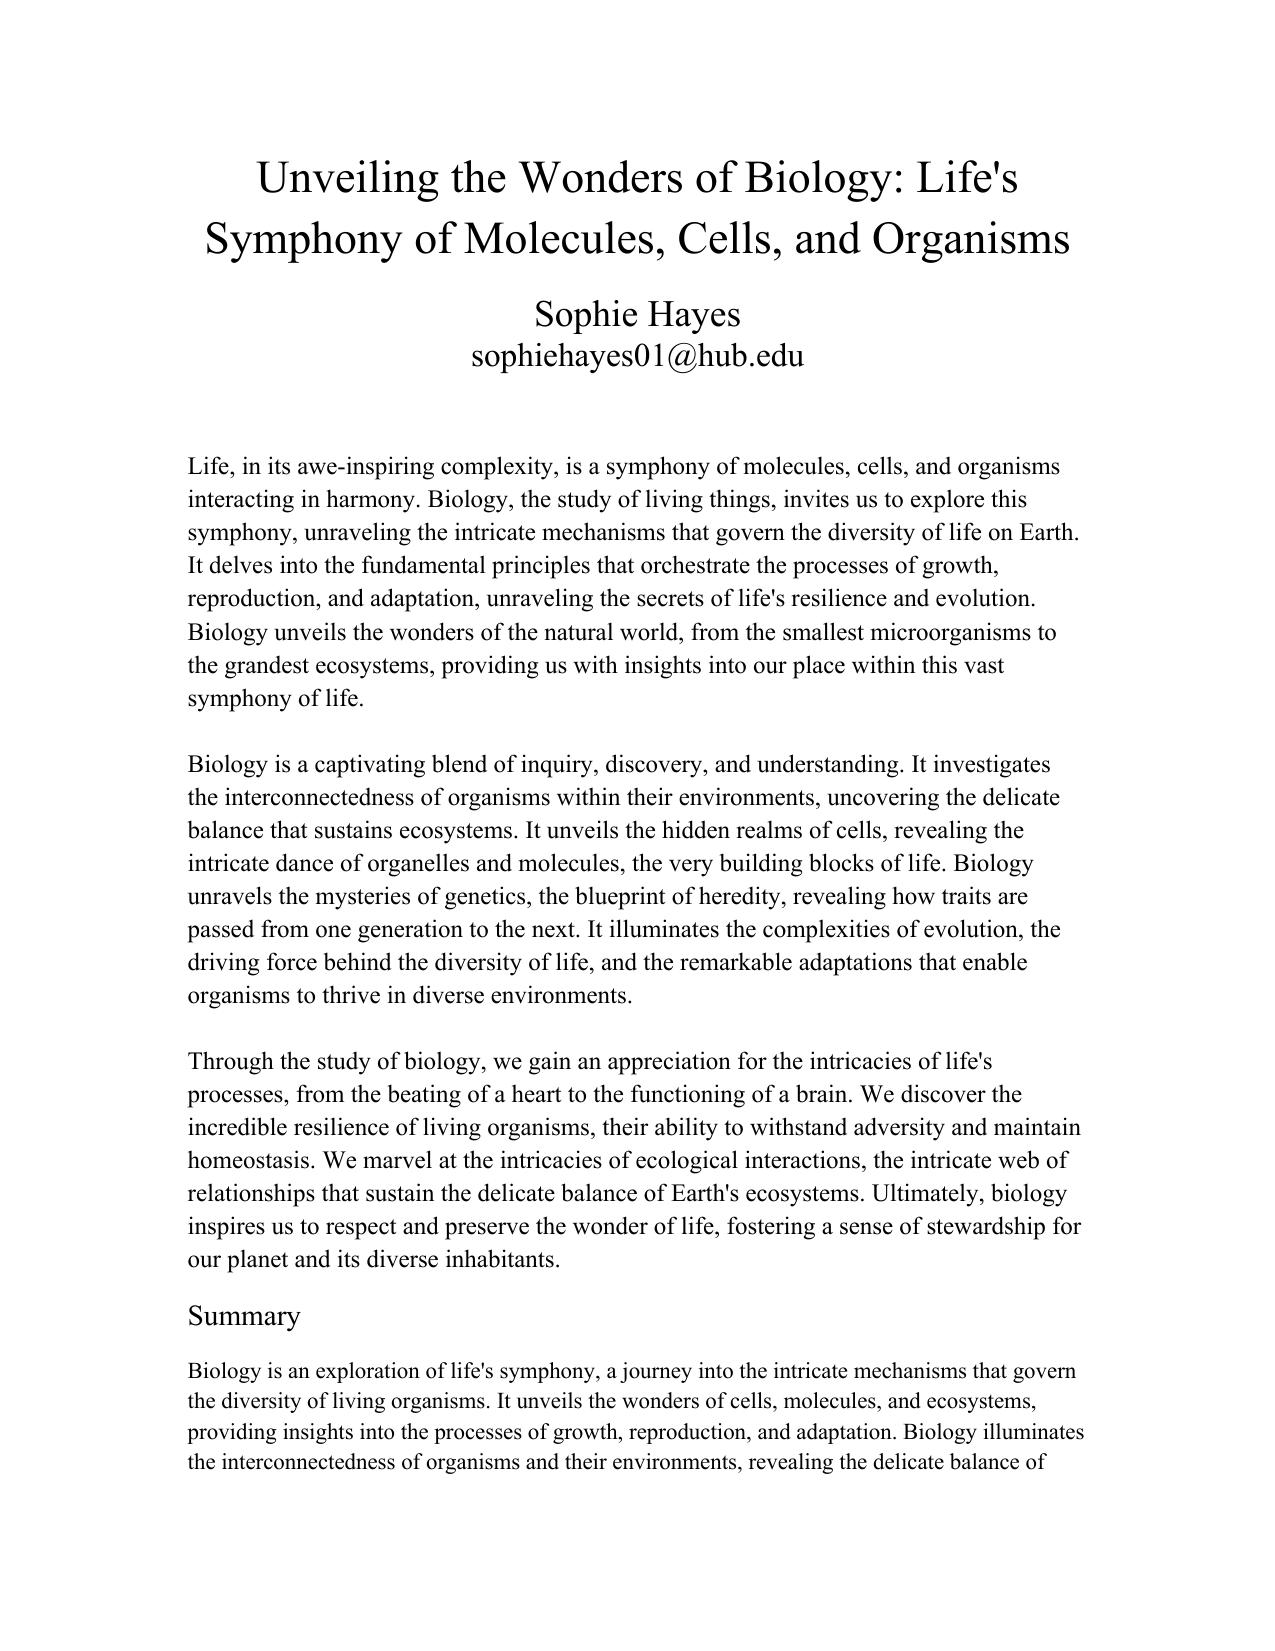 Unveiling the Wonders of Biology: Life's
Symphony of Molecules, Cells, and Organisms
Sophie Hayes
sophiehayes01@hub.edu
Life, in its awe-inspiring complexity, is a symphony of molecules, cells, and organisms
interacting in harmony. Biology, the study of living things, invites us to explore this
symphony, unraveling the intricate mechanisms that govern the diversity of life on Earth.
It delves into the fundamental principles that orchestrate the processes of growth,
reproduction, and adaptation, unraveling the secrets of life's resilience and evolution.
Biology unveils the wonders of the natural world, from the smallest microorganisms to
the grandest ecosystems, providing us with insights into our place within this vast
symphony of life.
Biology is a captivating blend of inquiry, discovery, and understanding. It investigates
the interconnectedness of organisms within their environments, uncovering the delicate
balance that sustains ecosystems. It unveils the hidden realms of cells, revealing the
intricate dance of organelles and molecules, the very building blocks of life. Biology
unravels the mysteries of genetics, the blueprint of heredity, revealing how traits are
passed from one generation to the next. It illuminates the complexities of evolution, the
driving force behind the diversity of life, and the remarkable adaptations that enable
organisms to thrive in diverse environments.
Through the study of biology, we gain an appreciation for the intricacies of life's
processes, from the beating of a heart to the functioning of a brain. We discover the
incredible resilience of living organisms, their ability to withstand adversity and maintain
homeostasis. We marvel at the intricacies of ecological interactions, the intricate web of
relationships that sustain the delicate balance of Earth's ecosystems. Ultimately, biology
inspires us to respect and preserve the wonder of life, fostering a sense of stewardship for
our planet and its diverse inhabitants.
Summary
Biology is an exploration of life's symphony, a journey into the intricate mechanisms that govern
the diversity of living organisms. It unveils the wonders of cells, molecules, and ecosystems,
providing insights into the processes of growth, reproduction, and adaptation. Biology illuminates
the interconnectedness of organisms and their environments, revealing the delicate balance of